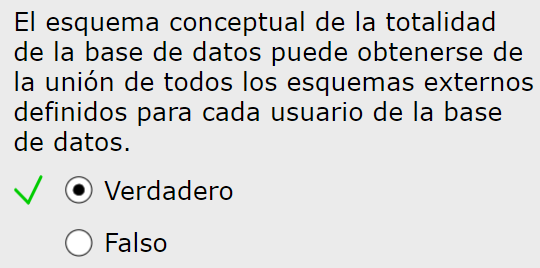 El esquema conceptual de la totalidad
de la base de datos puede obtenerse de
la unión de todos los esquemas externos
definidos para cada usuario de la base
de datos.
Verdadero
Falso